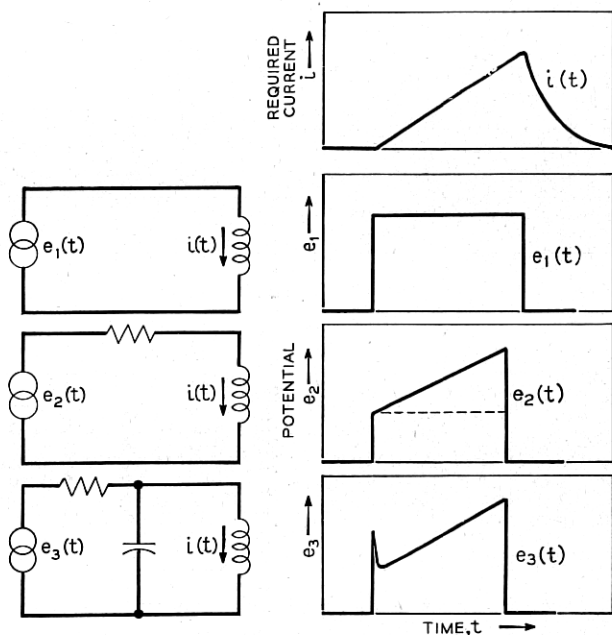 REQUIRED
CURRENT
i
i(t)
e₁(t)
i(t)
e₁
e₁(t)
e₂(t)
i(t)
POTENTIAL
e₂
e₂(t)
e₃(t)
i(t)
e₃
e₃(t)
TIME,t